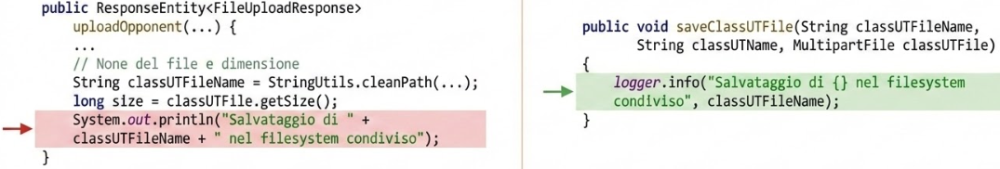 public ResponseEntity<FileUploadResponse>
uploadOpponent(...) {
...
// None del file e dimensione
String classUTFileName = StringUtils.cleanPath(...);
long size = classUTFile.getSize();
System.out.println("Salvataggio di " +
classUTFileName + " nel filesystem condiviso");
}
public void saveClassUTFile(String classUTFileName,
String classUTName, MultipartFile classUTFile)
{
logger.info("Salvataggio di {} nel filesystem
condiviso", classUTFileName);
}